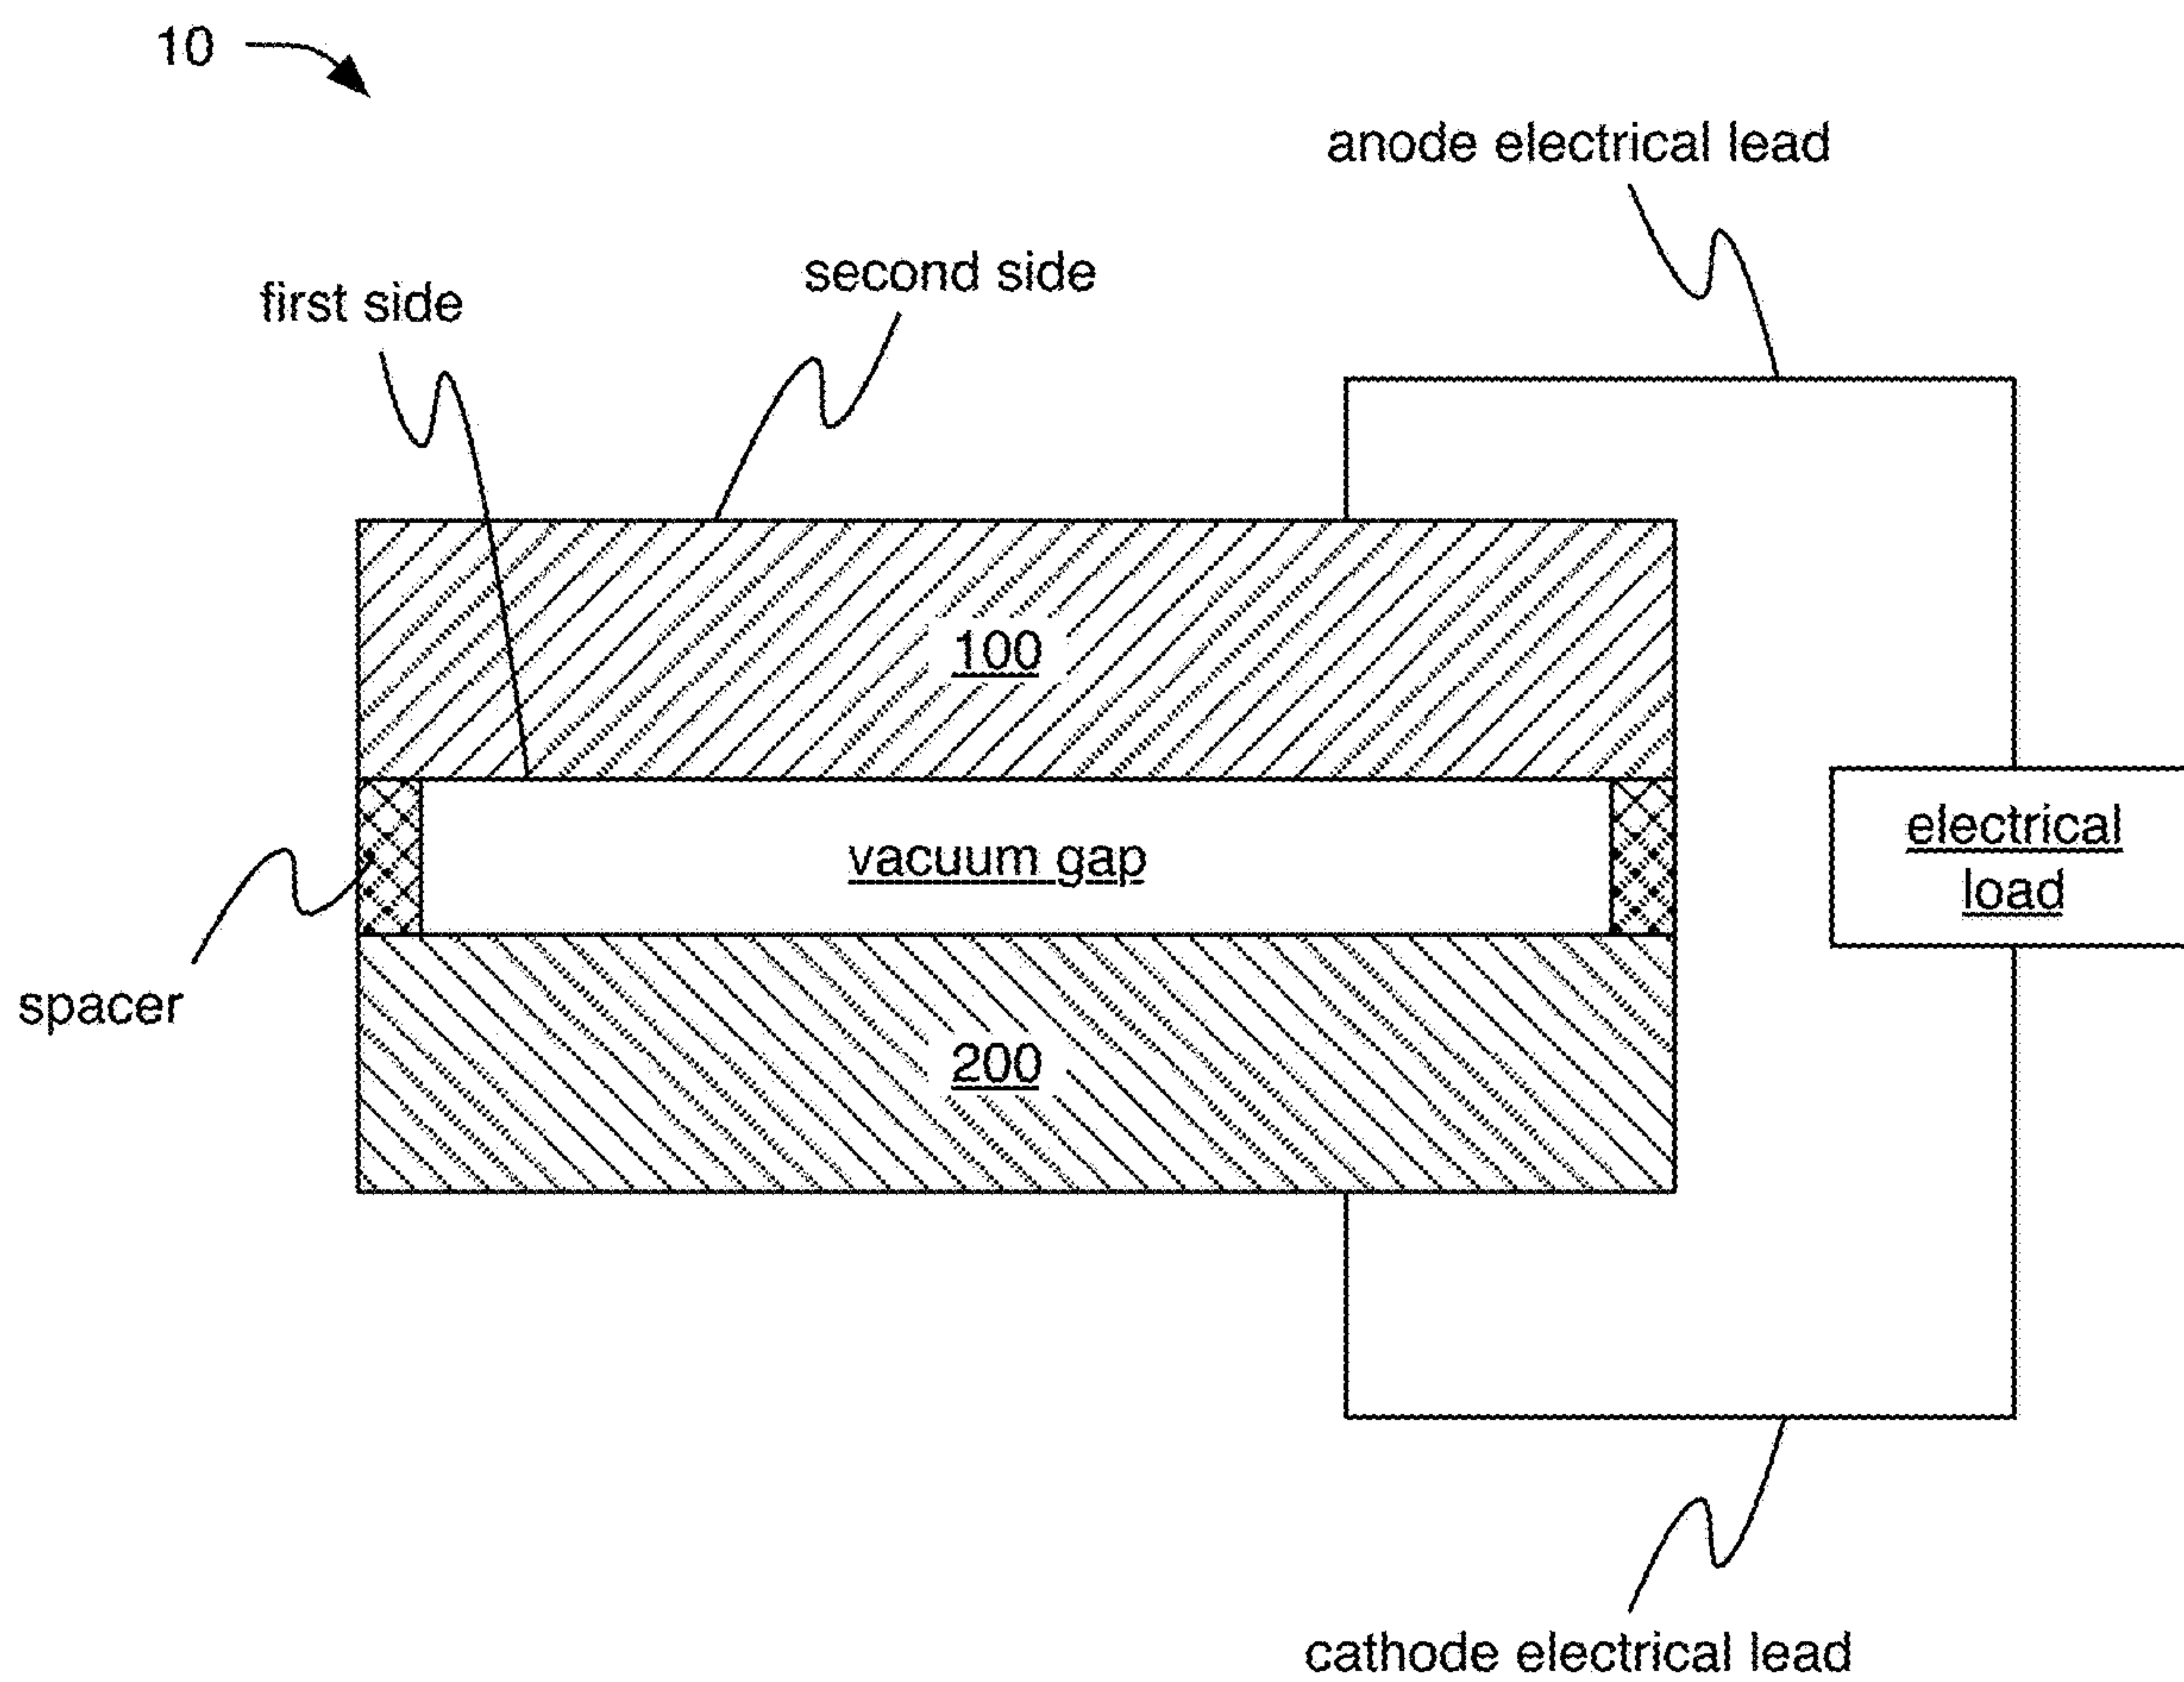 10
anode electrical lead
second side
first side
100
vacuum gap
electrical
load
spacer
200
cathode electrical lead